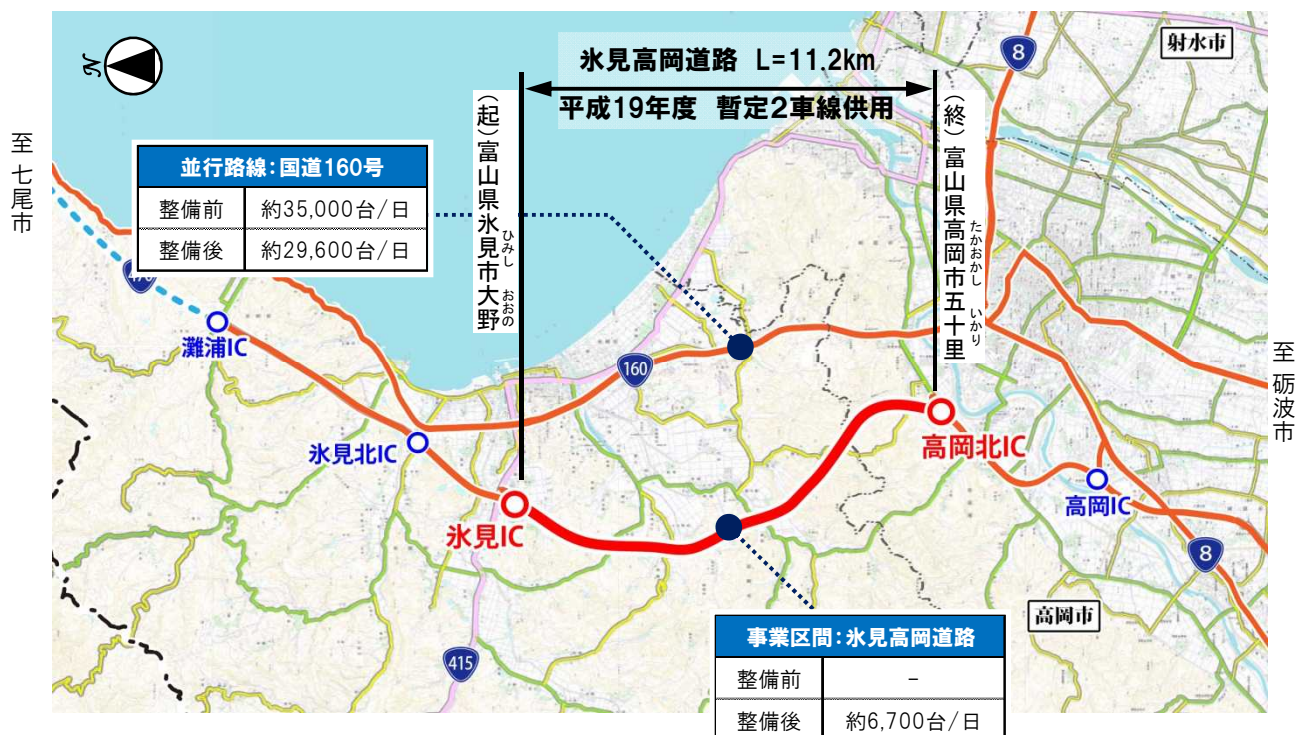 N
氷見高岡道路 L=11.2km
平成19年度 暫定2車線供用
8
射水市
至 七尾市
並行路線：国道160号
整備前 約35,000台/日
整備後 約29,600台/日
(起)富山県氷見市大野
ひみし おおの
(終)富山県高岡市五十里
たかおかし いかり
至 砺波市
灘浦IC
160
氷見北IC
氷見IC
高岡北IC
高岡IC
8
415
高岡市
事業区間：氷見高岡道路
整備前 -
整備後 約6,700台/日